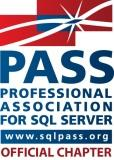 PASS
PROFESSIONAL
ASSOCIATION
FOR SQL SERVER
www.sqlpass.org
OFFICIAL CHAPTER